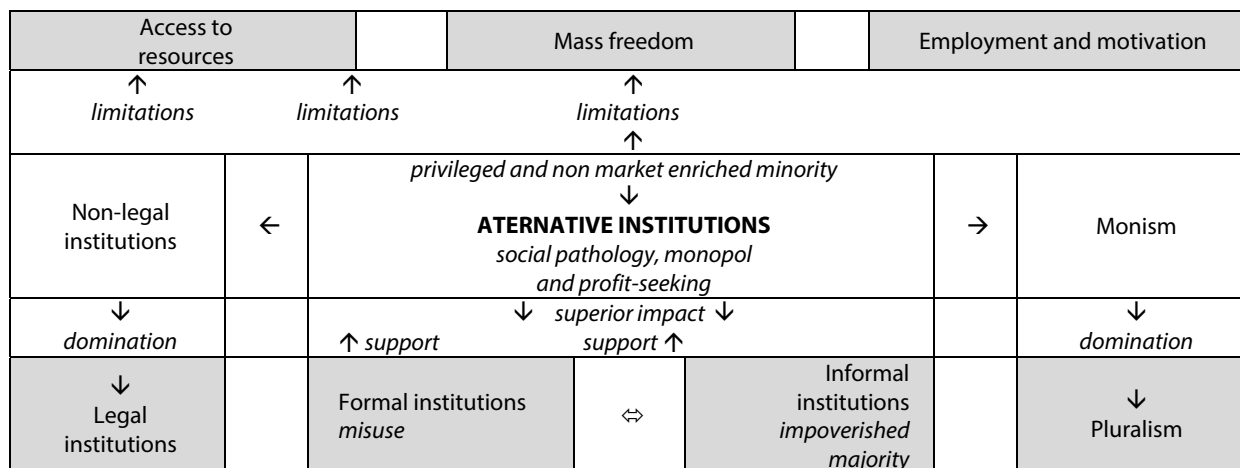 Access to
resources
Mass freedom
Employment and motivation
↑ ↑ ↑
limitations limitations limitations
↑
privileged and non market enriched minority
↓
Non-legal
institutions
←
ATERNATIVE INSTITUTIONS
social pathology, monopol
and profit-seeking
→
Monism
↓ ↓ superior impact ↓ ↓
domination ↑ support support ↑ domination
↓
Legal
institutions
Formal institutions
misuse
⇔
Informal
institutions
impoverished
majority
↓
Pluralism